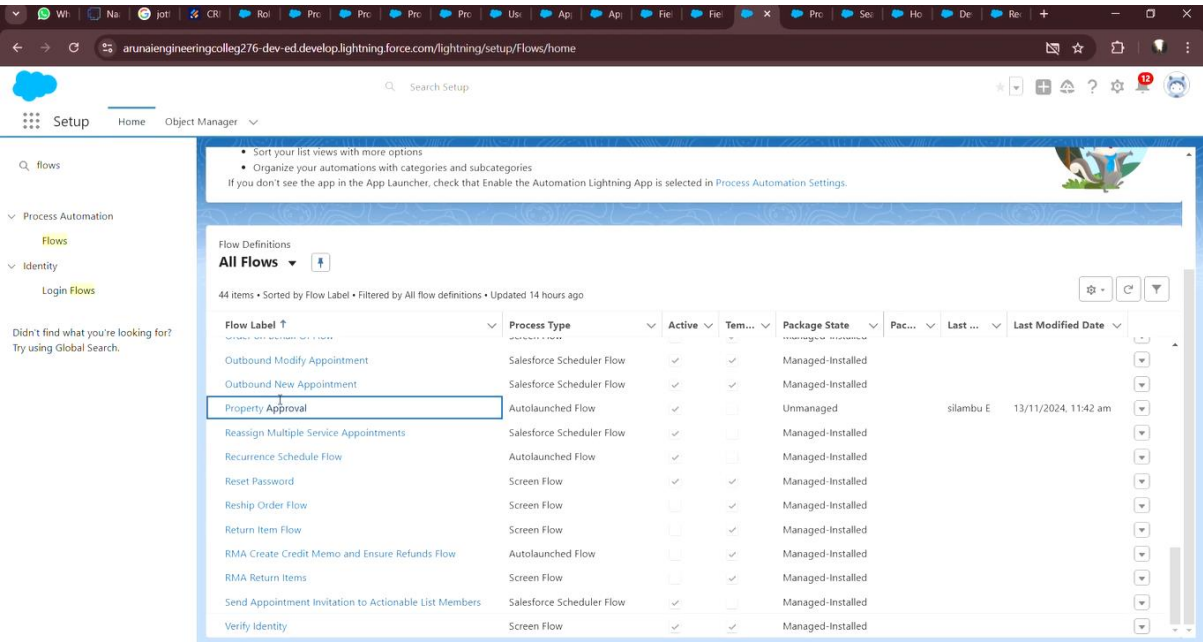 Wh Na: jotf CRI Rol Pro Pro Pro Pro Use Ap Ap Fiel Fiel Pro Sea Ho De Re
arunaiengineeringcolleg276-dev-ed.develop.lightning.force.com/lightning/setup/Flows/home
Search Setup
12
Setup Home Object Manager
flows
Process Automation
Flows
Identity
Login Flows
Didn't find what you're looking for?
Try using Global Search.
• Sort your list views with more options
• Organize your automations with categories and subcategories
If you don't see the app in the App Launcher, check that Enable the Automation Lightning App is selected in Process Automation Settings.
Flow Definitions
All Flows
44 items • Sorted by Flow Label • Filtered by All flow definitions • Updated 14 hours ago
Flow Label ↑ Process Type Active Tem... Package State Pac... Last ... Last Modified Date
Outbound Modify Appointment Salesforce Scheduler Flow Managed-Installed
Outbound New Appointment Salesforce Scheduler Flow Managed-Installed
Property Approval Autolaunched Flow Unmanaged silambu E 13/11/2024, 11:42 am
Reassign Multiple Service Appointments Salesforce Scheduler Flow Managed-Installed
Recurrence Schedule Flow Autolaunched Flow Managed-Installed
Reset Password Screen Flow Managed-Installed
Reship Order Flow Screen Flow Managed-Installed
Return Item Flow Screen Flow Managed-Installed
RMA Create Credit Memo and Ensure Refunds Flow Autolaunched Flow Managed-Installed
RMA Return Items Screen Flow Managed-Installed
Send Appointment Invitation to Actionable List Members Salesforce Scheduler Flow Managed-Installed
Verify Identity Screen Flow Managed-Installed